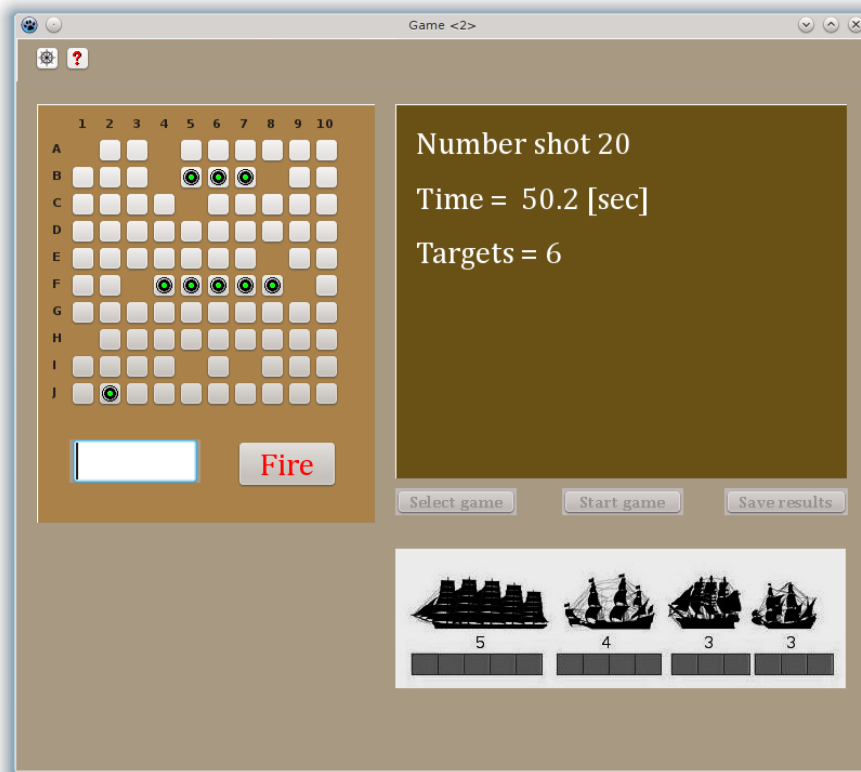 Game <2>
?
1 2 3 4 5 6 7 8 9 10
A
B
C
D
E
F
G
H
I
J
Number shot 20
Time = 50.2 [sec]
Targets = 6
Fire
Select game Start game Save results
5 4 3 3